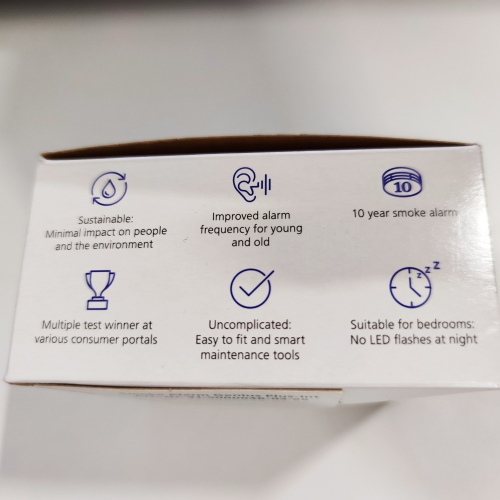 Sustainable:
Minimal impact on people
and the environment
Improved alarm
frequency for young
and old
10
10 year smoke alarm
Multiple test winner at
various consumer portals
Uncomplicated:
Easy to fit and smart
maintenance tools
z z z
Suitable for bedrooms:
No LED flashes at night